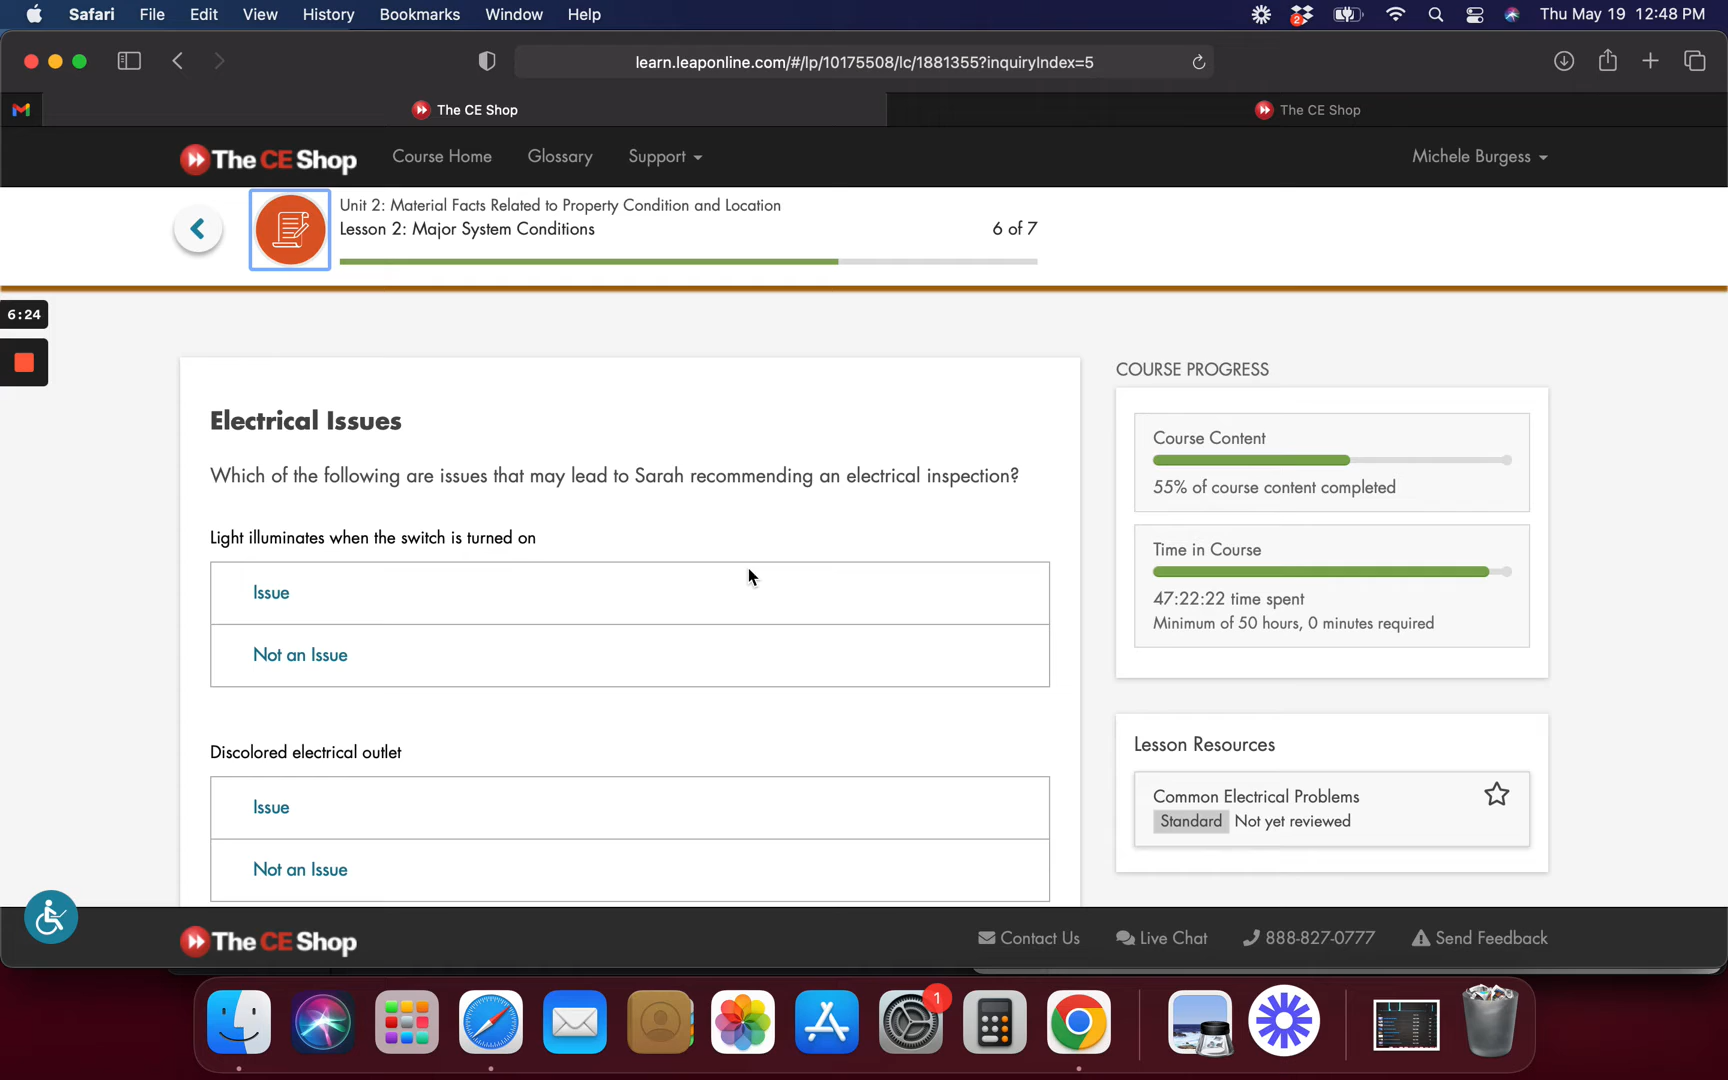 Safari File Edit View History Bookmarks Window Help
2
Thu May 19 12:48 PM
learn.leaponline.com/#/lp/10175508/lc/1881355?inquiryIndex=5
The CE Shop
The CE Shop
The CE Shop
Course Home Glossary Support
Michele Burgess
Unit 2: Material Facts Related to Property Condition and Location
Lesson 2: Major System Conditions
6 of 7
6:24
Electrical Issues
Which of the following are issues that may lead to Sarah recommending an electrical inspection?
Light illuminates when the switch is turned on
Issue
Not an Issue
Discolored electrical outlet
Issue
Not an Issue
COURSE PROGRESS
Course Content
55% of course content completed
Time in Course
47:22:22 time spent
Minimum of 50 hours, 0 minutes required
Lesson Resources
Common Electrical Problems
Standard Not yet reviewed
The CE Shop
Contact Us Live Chat 888-827-0777 Send Feedback
1